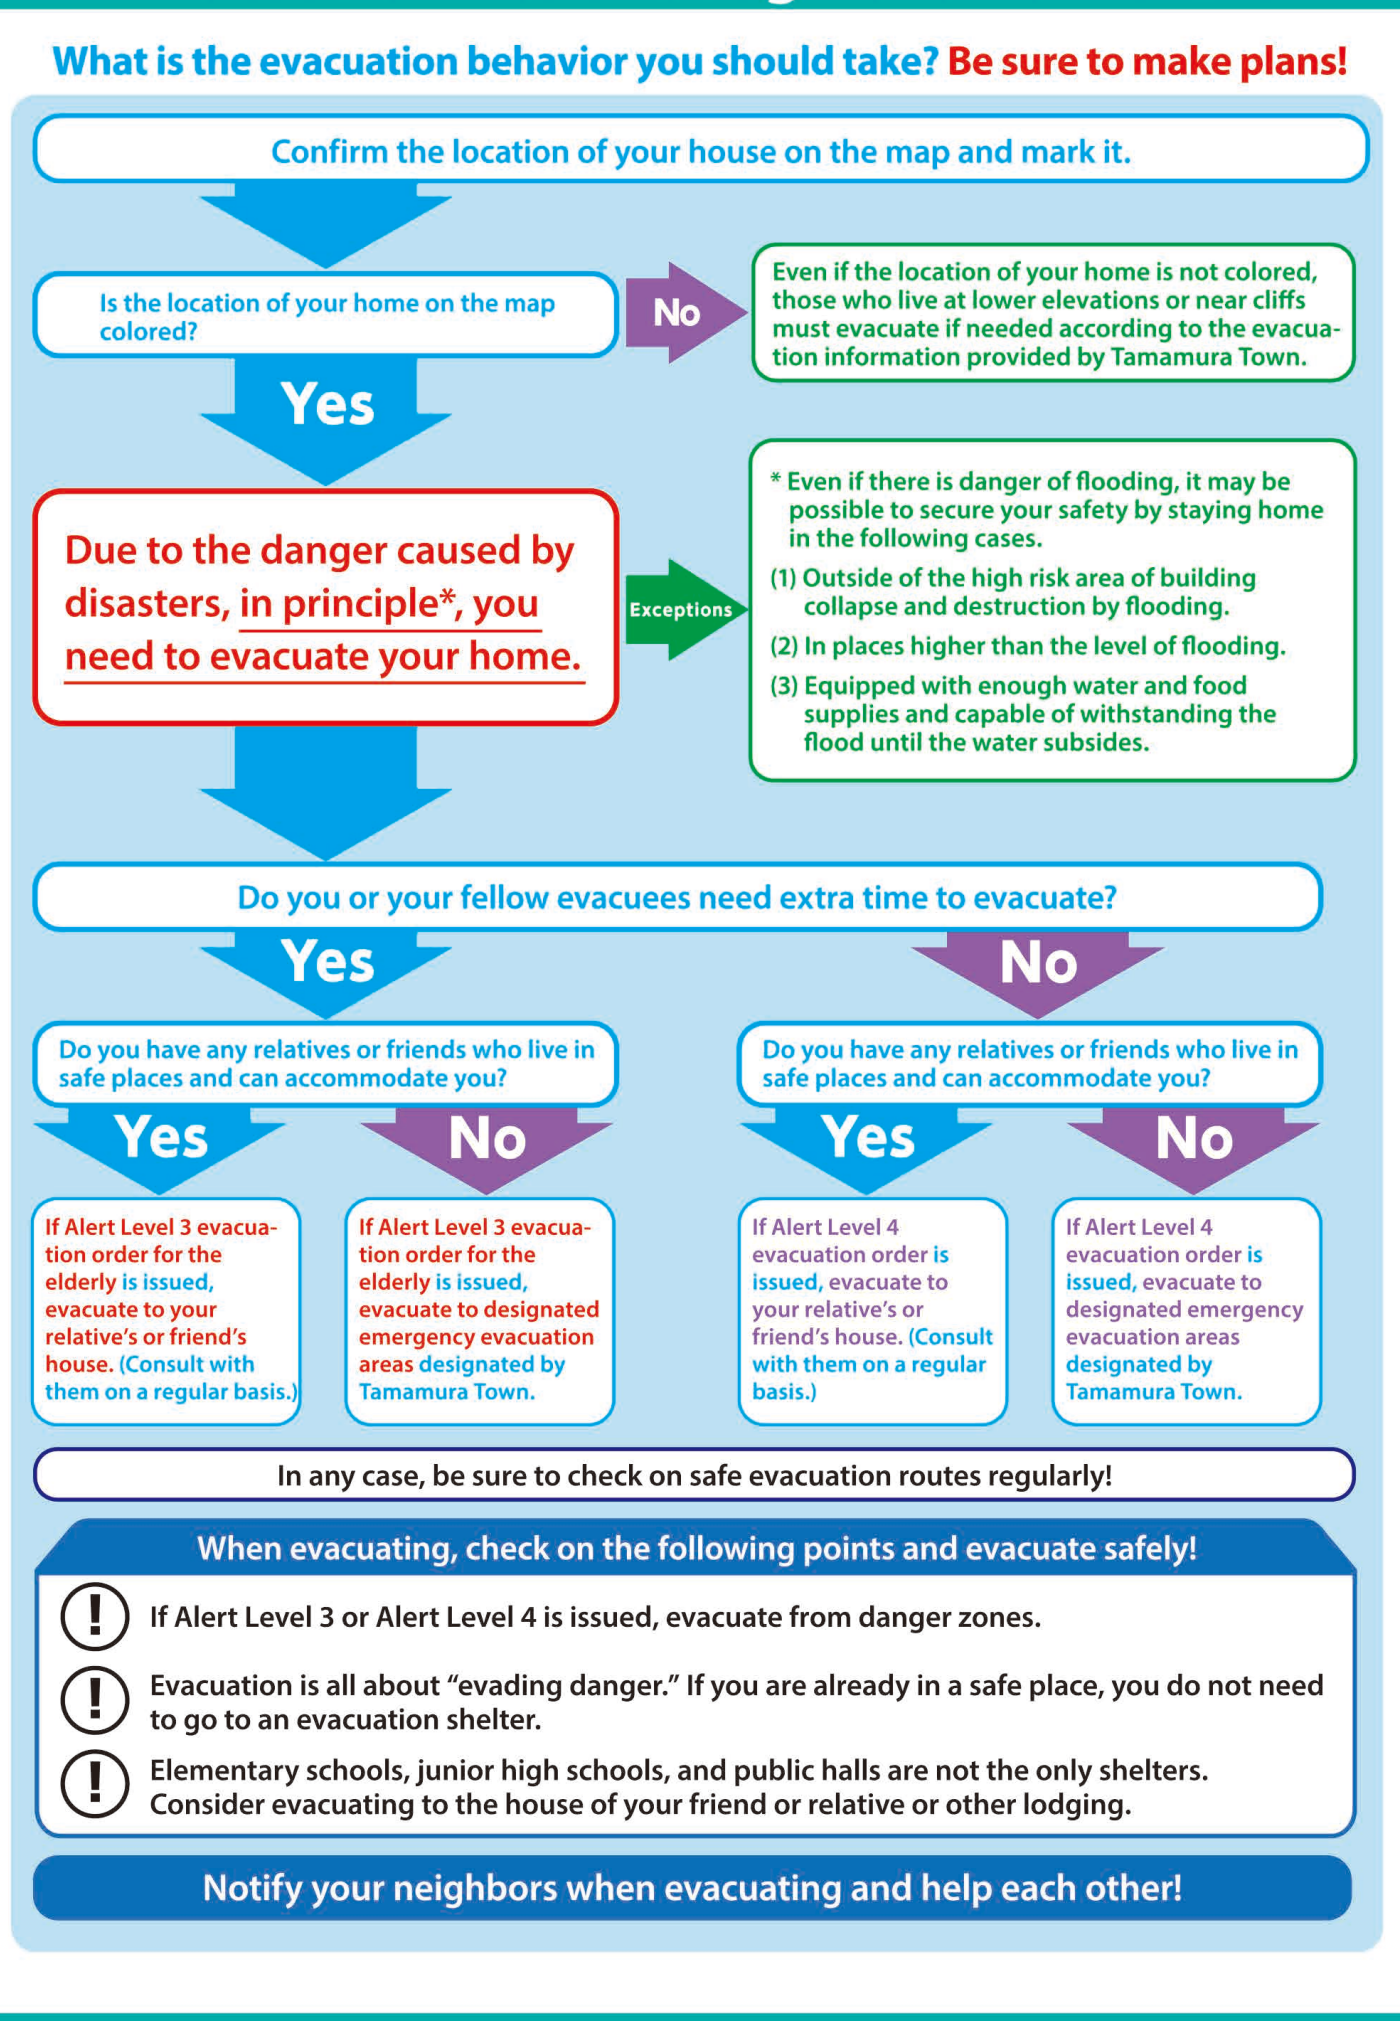 What is the evacuation behavior you should take? Be sure to make plans!
Confirm the location of your house on the map and mark it.
Is the location of your home on the map
colored?
No
Even if the location of your home is not colored,
those who live at lower elevations or near cliffs
must evacuate if needed according to the evacua-
tion information provided by Tamamura Town.
Yes
Due to the danger caused by
disasters, in principle*, you
need to evacuate your home.
Exceptions
* Even if there is danger of flooding, it may be
possible to secure your safety by staying home
in the following cases.
(1) Outside of the high risk area of building
collapse and destruction by flooding.
(2) In places higher than the level of flooding.
(3) Equipped with enough water and food
supplies and capable of withstanding the
flood until the water subsides.
Do you or your fellow evacuees need extra time to evacuate?
Yes
No
Do you have any relatives or friends who live in
safe places and can accommodate you?
Do you have any relatives or friends who live in
safe places and can accommodate you?
Yes
No
Yes
No
If Alert Level 3 evacua-
tion order for the
elderly is issued,
evacuate to your
relative's or friend's
house. (Consult with
them on a regular basis.)
If Alert Level 3 evacua-
tion order for the
elderly is issued,
evacuate to designated
emergency evacuation
areas designated by
Tamamura Town.
If Alert Level 4
evacuation order is
issued, evacuate to
your relative's or
friend's house. (Consult
with them on a regular
basis.)
If Alert Level 4
evacuation order is
issued, evacuate to
designated emergency
evacuation areas
designated by
Tamamura Town.
In any case, be sure to check on safe evacuation routes regularly!
When evacuating, check on the following points and evacuate safely!
! If Alert Level 3 or Alert Level 4 is issued, evacuate from danger zones.
! Evacuation is all about “evading danger.” If you are already in a safe place, you do not need
to go to an evacuation shelter.
! Elementary schools, junior high schools, and public halls are not the only shelters.
Consider evacuating to the house of your friend or relative or other lodging.
Notify your neighbors when evacuating and help each other!